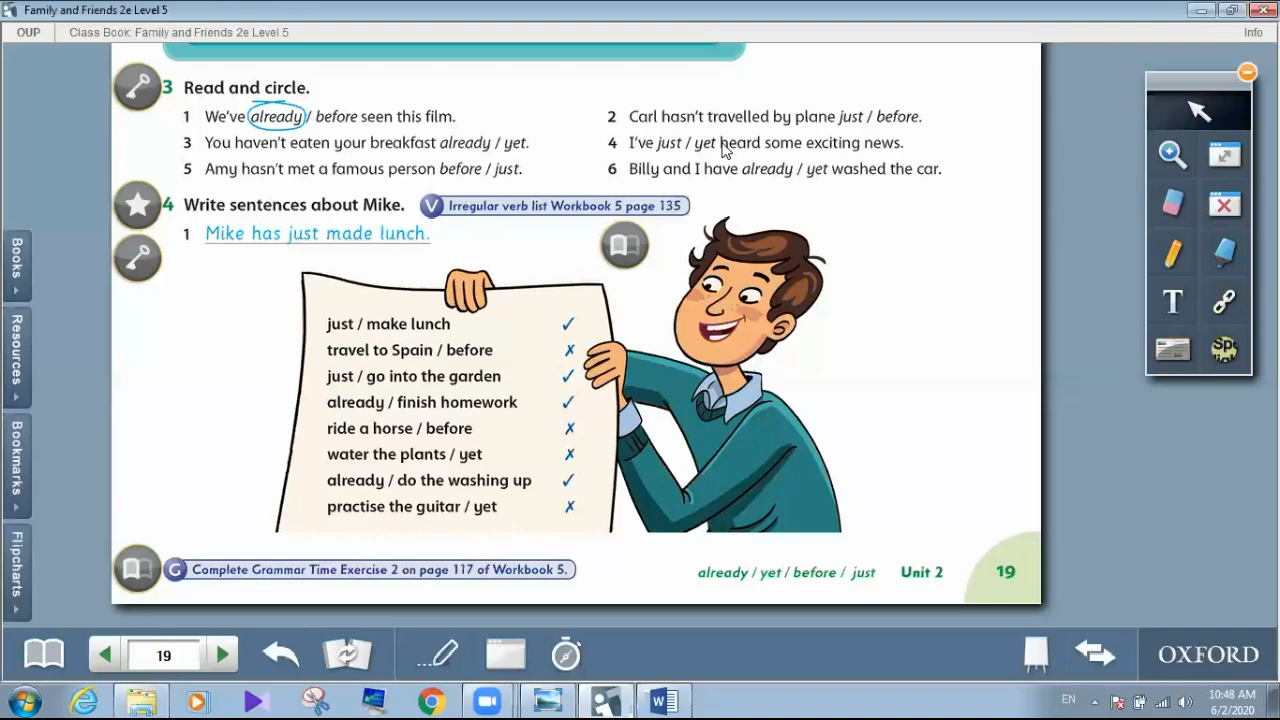 Family and Friends 2e Level 5
OUP
Class Book: Family and Friends 2e Level 5
Info
3 Read and circle.
1 We've already / before seen this film.
2 Carl hasn't travelled by plane just / before.
3 You haven't eaten your breakfast already / yet.
4 I've just / yet heard some exciting news.
5 Amy hasn't met a famous person before / just.
6 Billy and I have already / yet washed the car.
4 Write sentences about Mike.
V Irregular verb list Workbook 5 page 135
1 Mike has just made lunch.
just / make lunch ✓
travel to Spain / before ✗
just / go into the garden ✓
already / finish homework ✓
ride a horse / before ✗
water the plants / yet ✗
already / do the washing up ✓
practise the guitar / yet ✗
G Complete Grammar Time Exercise 2 on page 117 of Workbook 5.
already / yet / before / just Unit 2 19
Books
Resources
Bookmarks
Flipcharts
T
19
OXFORD
EN
10:48 AM
6/2/2020